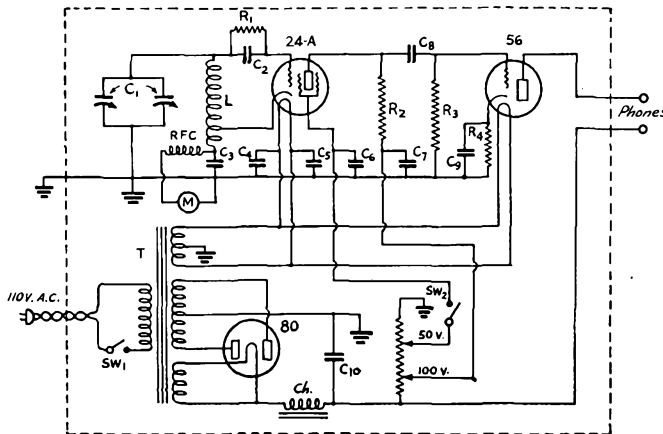 R1
24-A
C8
56
C2
C1
L
R2
R3
Phones
RFC
C3
C4
C5
C6
C7
C9
R4
M
T
110V. A.C.
SW1
80
C10
Ch.
SW2
50 V.
100 V.